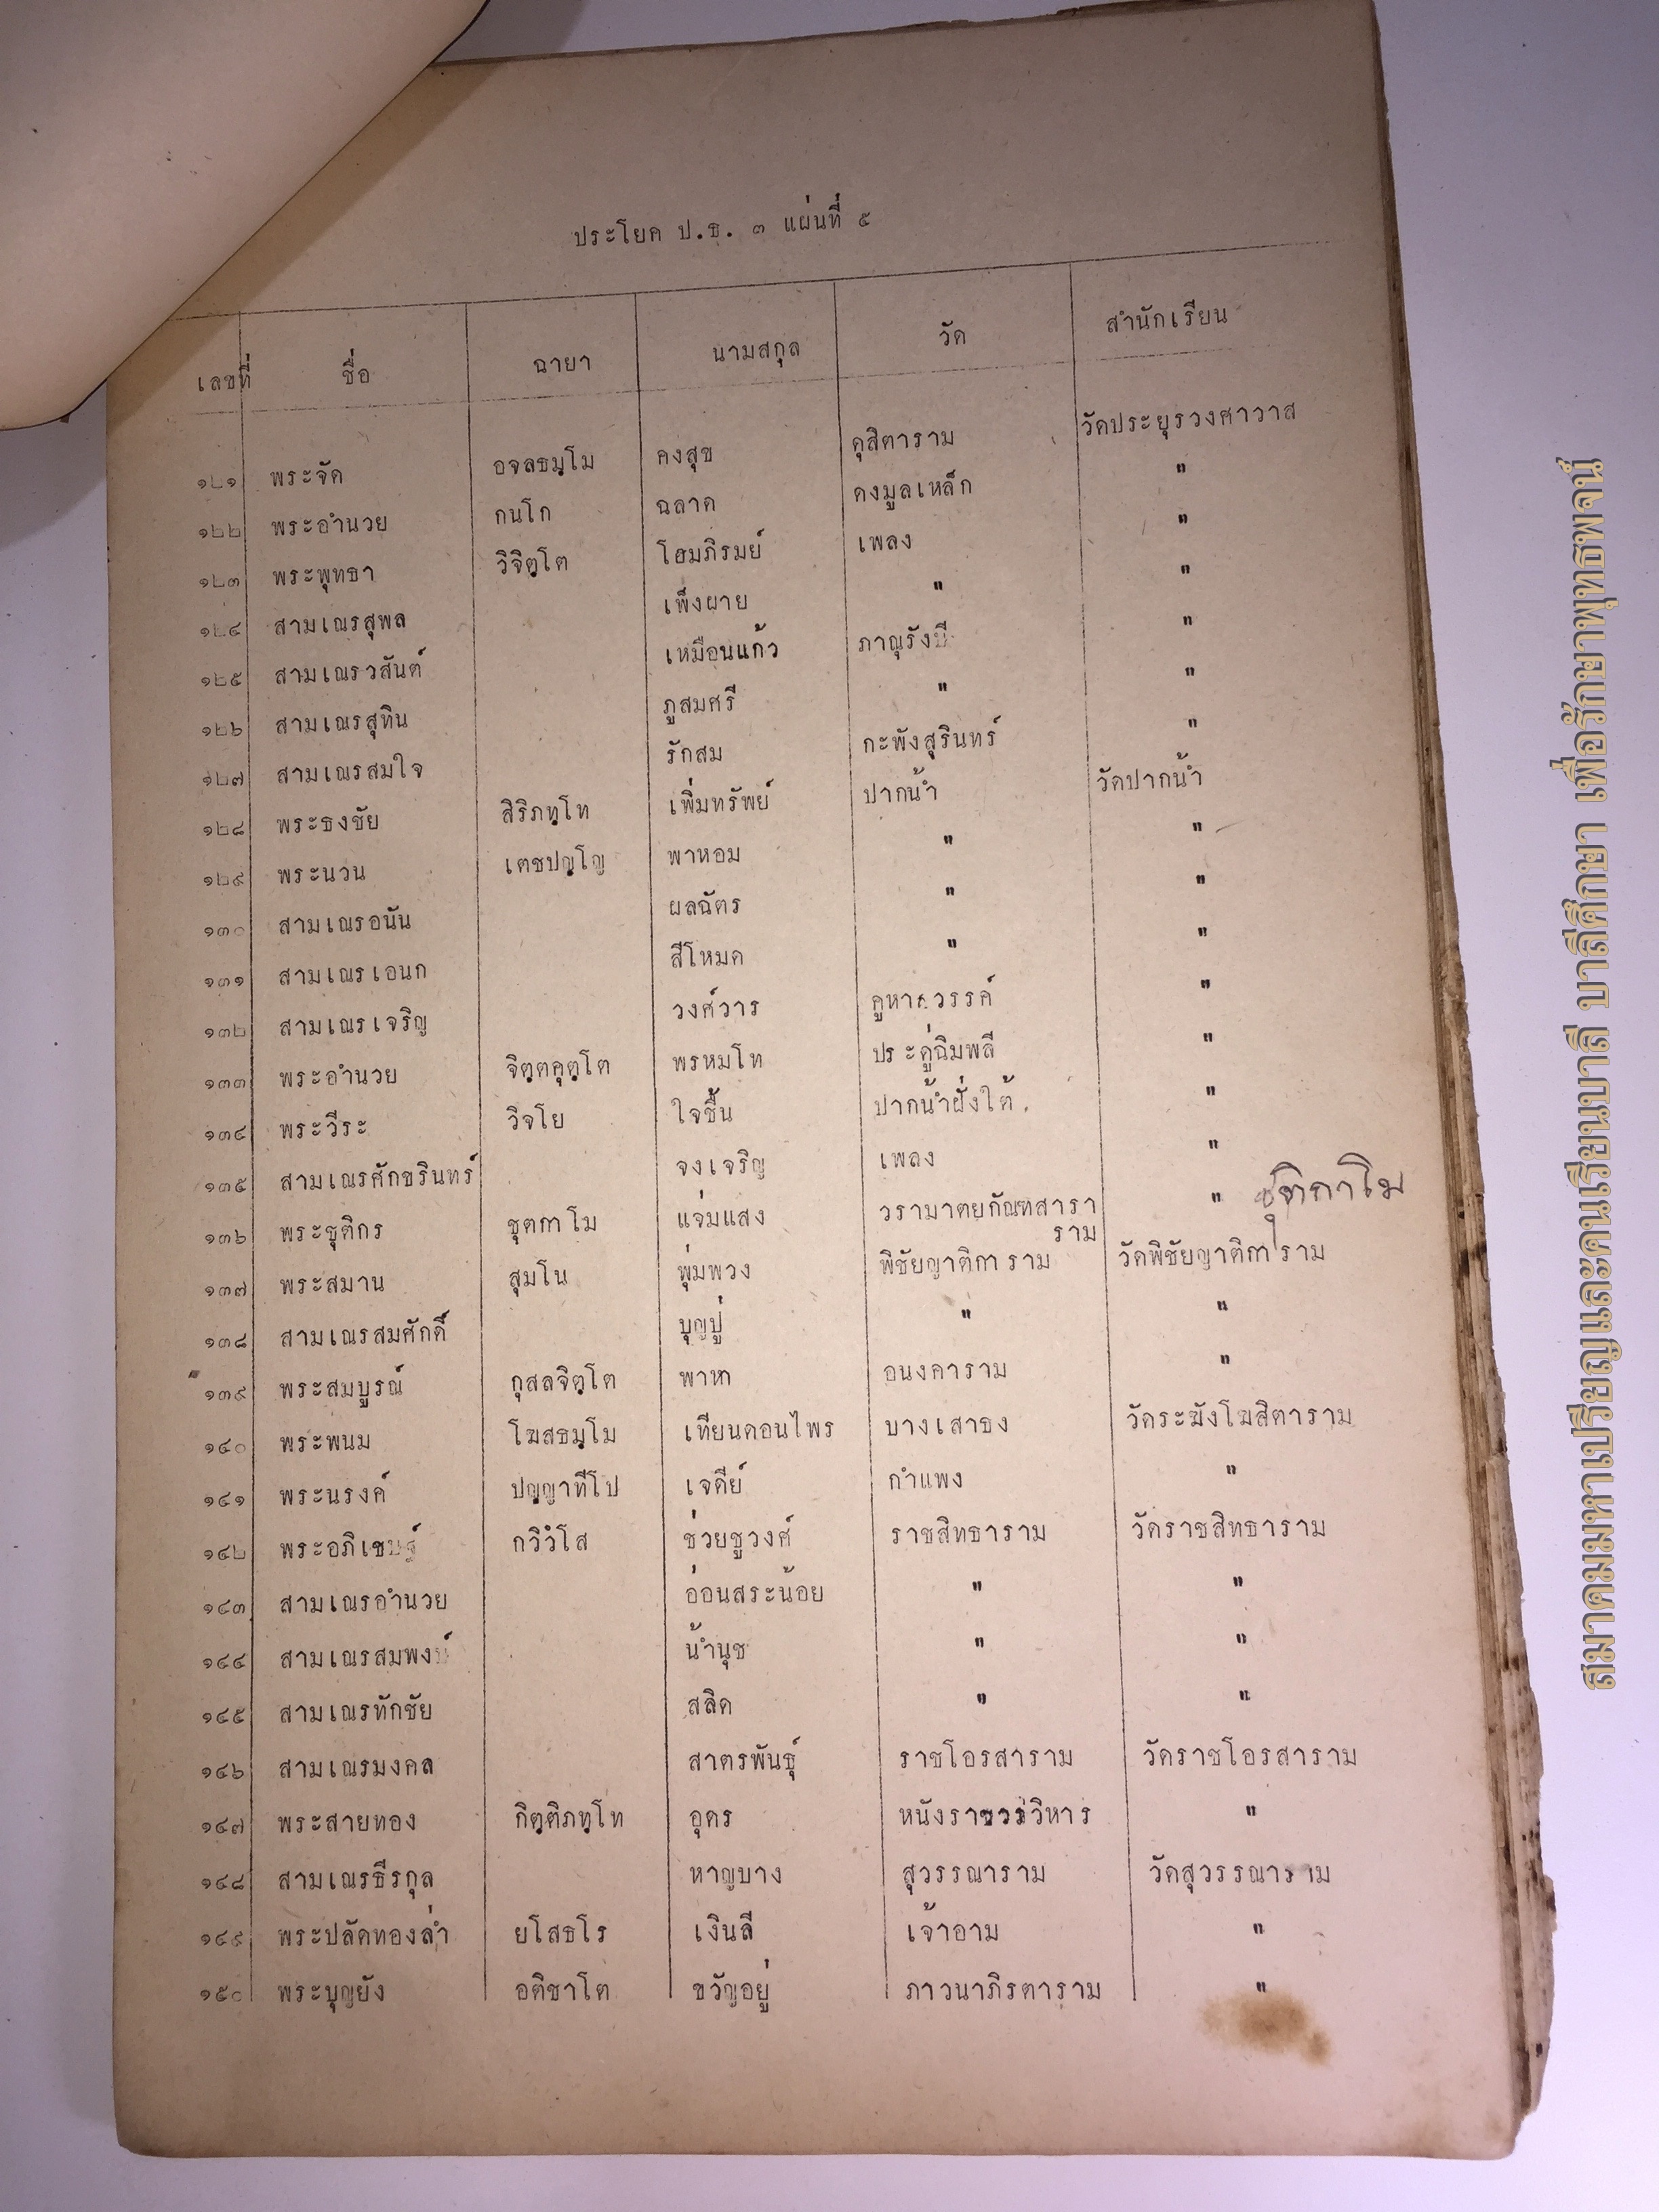 ประโยค ป.ธ. ๓ แผ่นที่ ๕
เลขที่ ชื่อ ฉายา นามสกุล วัด สำนักเรียน
๑๒๑ พระจัด อจลธมฺโม คงสุข ดุสิตาราม วัดประยุรวงศาวาส
๑๒๒ พระอำนวย กนโก ฉลาด ดงมูลเหล็ก "
๑๒๓ พระพุทธา วิจิตฺโต โฮมภิรมย์ เพลง "
๑๒๔ สามเณรสุพล เพ็งผาย " "
๑๒๕ สามเณรวสันต์ เหมือนแก้ว ภาณุรังษี "
๑๒๖ สามเณรสุทิน ภูสมศรี " "
๑๒๗ สามเณรสมใจ รักสม กะพังสุรินทร์ "
๑๒๘ พระธงชัย สิริภทฺโท เพิ่มทรัพย์ ปากน้ำ วัดปากน้ำ
๑๒๙ พระนวน เตชปญฺโญ พาหอม " "
๑๓๐ สามเณรอนัน ผลฉัตร " "
๑๓๑ สามเณรเอนก สีโหมด " "
๑๓๒ สามเณรเจริญ วงศ์วาร คูหาสวรรค์ "
๑๓๓ พระอำนวย จิตฺตคุตฺโต พรหมโท ประดู่ฉิมพลี "
๑๓๔ พระวีระ วิจโย ใจชื้น ปากน้ำฝั่งใต้. "
๑๓๕ สามเณรศักขรินทร์ จงเจริญ เพลง "
๑๓๖ พระชุติกร ชุตกาโม แจ่มแสง วรามาตยภัณฑสารา " ชุติกาโม
ราม
๑๓๗ พระสมาน สุมโน พุ่มพวง พิชัยญาติการาม วัดพิชัยญาติการาม
๑๓๘ สามเณรสมศักดิ์ บุญปู่ " "
๑๓๙ พระสมบูรณ์ กุสลจิตฺโต พาหา อนงคาราม "
๑๔๐ พระพนม โฆสธมฺโม เทียนดอนไพร บางเสาธง วัดระฆังโฆสิตาราม
๑๔๑ พระนรงค์ ปญฺญาทีโป เจดีย์ กำแพง "
๑๔๒ พระอภิเชษฐ์ กวิวํโส ช่วยชูวงศ์ ราชสิทธาราม วัดราชสิทธาราม
๑๔๓ สามเณรอำนวย อ่อนสระน้อย " "
๑๔๔ สามเณรสมพงษ์ น้ำนุช " "
๑๔๕ สามเณรทักชัย สลิด " "
๑๔๖ สามเณรมงคล สาตรพันธุ์ ราชโอรสาราม วัดราชโอรสาราม
๑๔๗ พระสายทอง กิตฺติภทฺโท อุดร หนังราชวรวิหาร "
๑๔๘ สามเณรธีรกุล หาญบาง สุวรรณาราม วัดสุวรรณาราม
๑๔๙ พระปลัดทองล่ำ ยโสธโร เงินลี เจ้าอาม "
๑๕๐ พระบุญยัง อติชาโต ขวัญอยู่ ภาวนาภิรตาราม "
สมาคมมหาเปรียญและคนเรียนบาลี บาลีศึกษา เพื่อรักษาพุทธพจน์